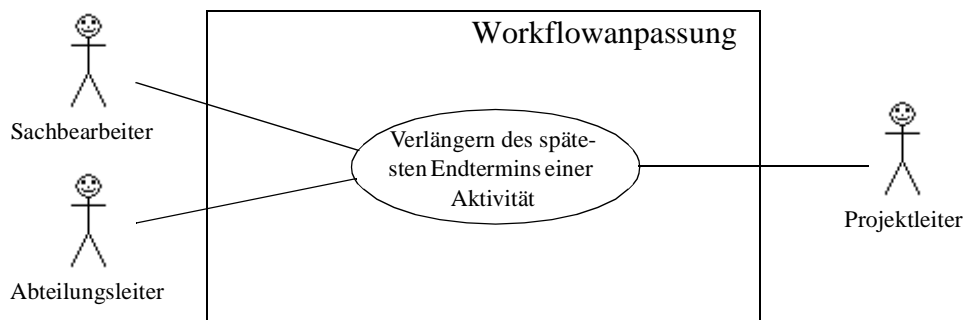 Workflowanpassung
Sachbearbeiter
Verlängern des späte-
sten Endtermins einer
Aktivität
Projektleiter
Abteilungsleiter